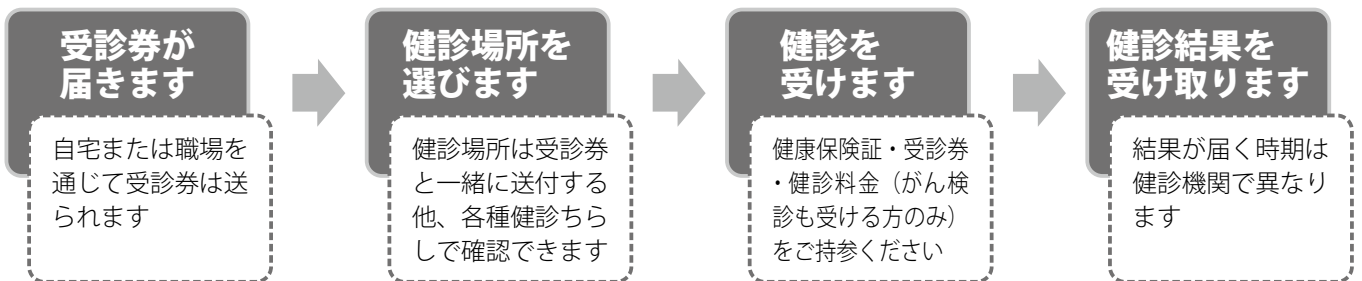 受診券が
届きます
自宅または職場を
通じて受診券は送
られます
健診場所を
選びます
健診場所は受診券
と一緒に送付する
他、各種健診ちら
しで確認できます
健診を
受けます
健康保険証・受診券
・健診料金（がん検
診も受ける方のみ）
をご持参ください
健診結果を
受け取ります
結果が届く時期は
健診機関で異なり
ます